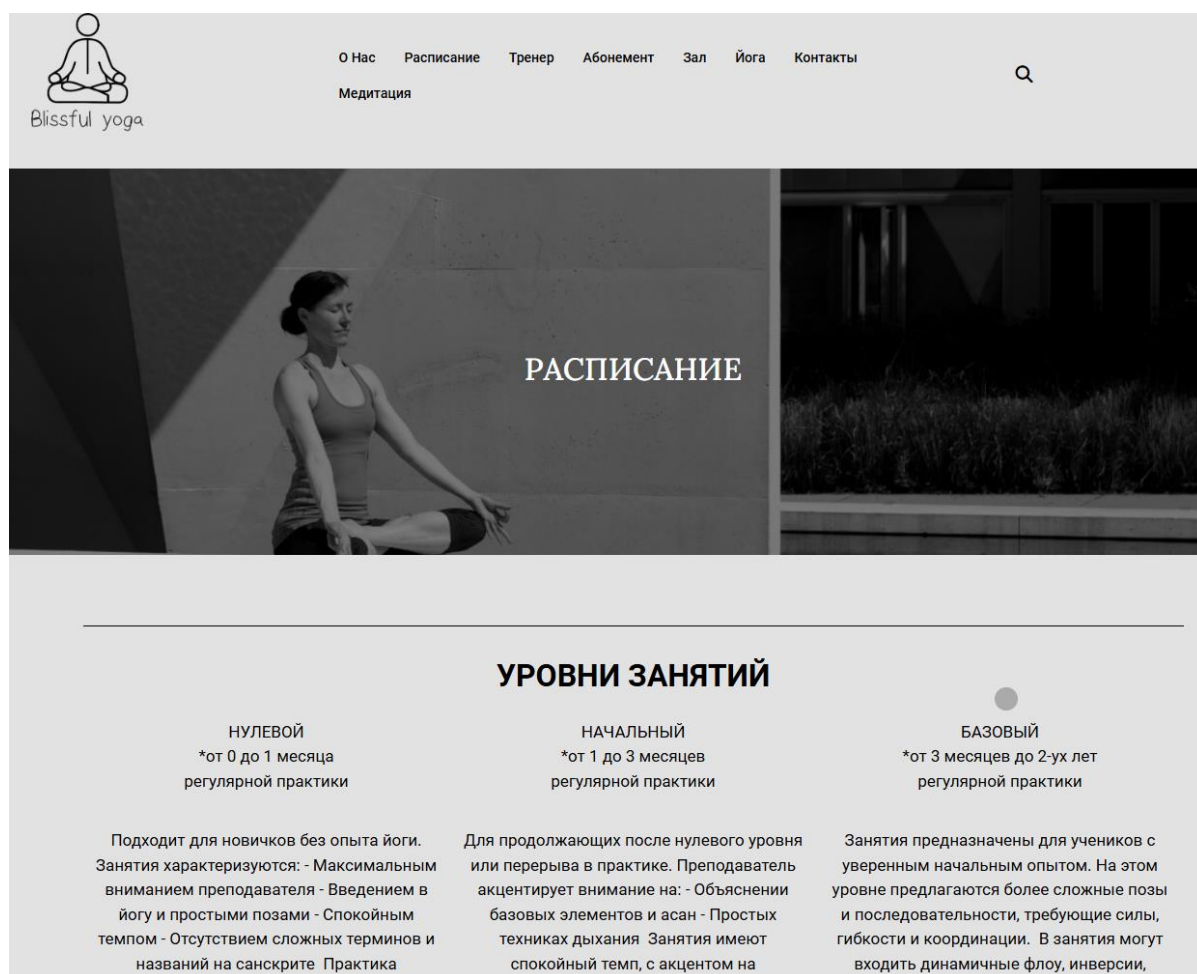 Blissful yoga
О Нас Расписание Тренер Абонемент Зал Йога Контакты
Медитация
РАСПИСАНИЕ
УРОВНИ ЗАНЯТИЙ
НУЛЕВОЙ
*от 0 до 1 месяца
регулярной практики
Подходит для новичков без опыта йоги.
Занятия характеризуются: - Максимальным
вниманием преподавателя - Введением в
йогу и простыми позами - Спокойным
темпом - Отсутствием сложных терминов и
названий на санскрите Практика
НАЧАЛЬНЫЙ
*от 1 до 3 месяцев
регулярной практики
Для продолжающих после нулевого уровня
или перерыва в практике. Преподаватель
акцентирует внимание на: - Объяснении
базовых элементов и асан - Простых
техниках дыхания Занятия имеют
спокойный темп, с акцентом на
БАЗОВЫЙ
*от 3 месяцев до 2-ух лет
регулярной практики
Занятия предназначены для учеников с
уверенным начальным опытом. На этом
уровне предлагаются более сложные позы
и последовательности, требующие силы,
гибкости и координации. В занятия могут
входить динамичные флоу, инверсии,